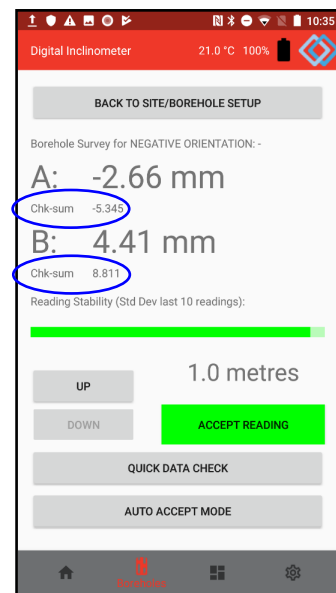 10:35
Digital Inclinometer 21.0 °C 100%
BACK TO SITE/BOREHOLE SETUP
Borehole Survey for NEGATIVE ORIENTATION: -
A: -2.66 mm
Chk-sum -5.345
B: 4.41 mm
Chk-sum 8.811
Reading Stability (Std Dev last 10 readings):
UP
1.0 metres
DOWN
ACCEPT READING
QUICK DATA CHECK
AUTO ACCEPT MODE